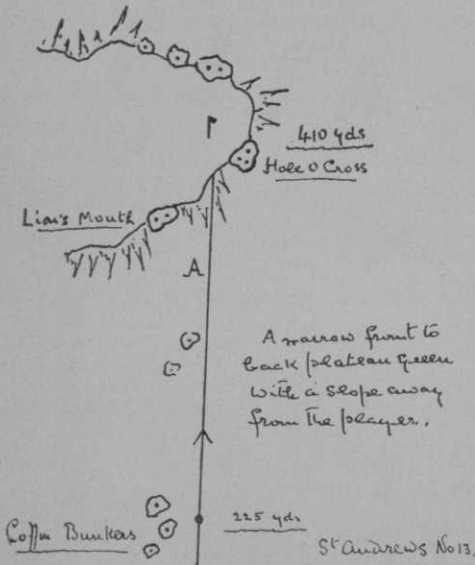 410 yds
Hole O Cross
Lion's Mouth
A
A narrow front to
back plateau green
with a slope away
from the player.
Coffin Bunkers
225 yds
St Andrews No 13.